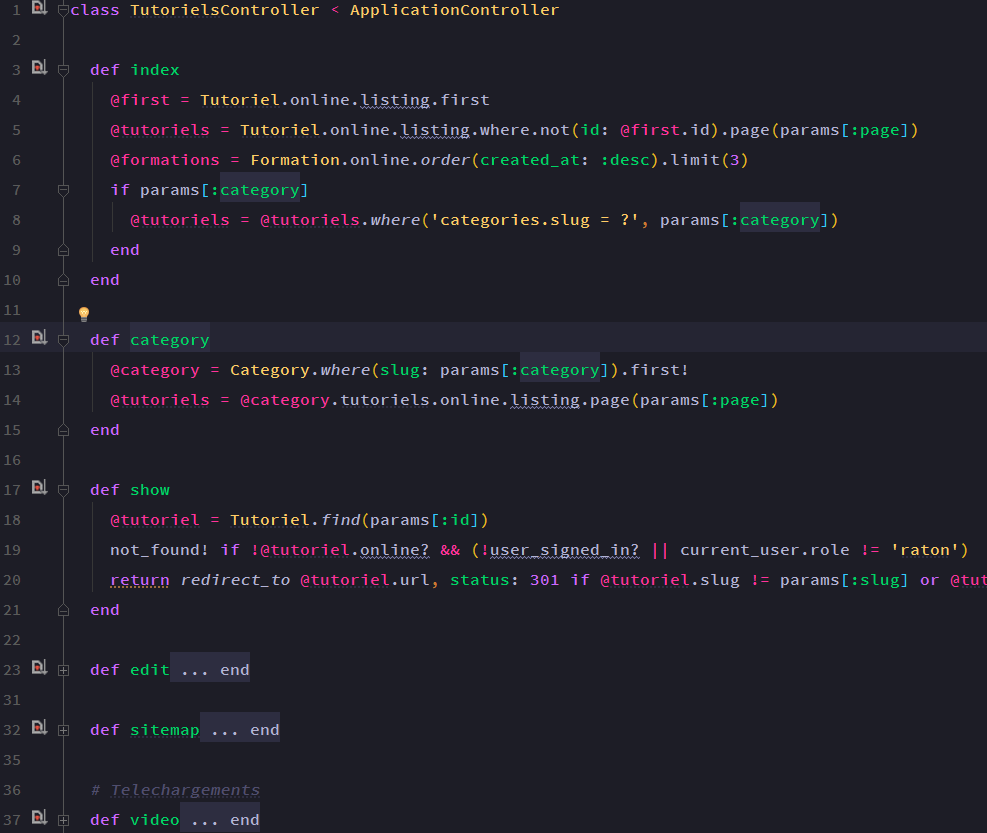 1 class TutorielsController < ApplicationController
2
3 def index
4 @first = Tutoriel.online.listing.first
5 @tutoriels = Tutoriel.online.listing.where.not(id: @first.id).page(params[:page])
6 @formations = Formation.online.order(created_at: :desc).limit(3)
7 if params[:category]
8 @tutoriels = @tutoriels.where('categories.slug = ?', params[:category])
9 end
10 end
11
12 def category
13 @category = Category.where(slug: params[:category]).first!
14 @tutoriels = @category.tutoriels.online.listing.page(params[:page])
15 end
16
17 def show
18 @tutoriel = Tutoriel.find(params[:id])
19 not_found! if !@tutoriel.online? && (!user_signed_in? || current_user.role != 'raton')
20 return redirect_to @tutoriel.url, status: 301 if @tutoriel.slug != params[:slug] or @tut
21 end
22
23 def edit ... end
31
32 def sitemap ... end
35
36 # Telechargements
37 def video ... end